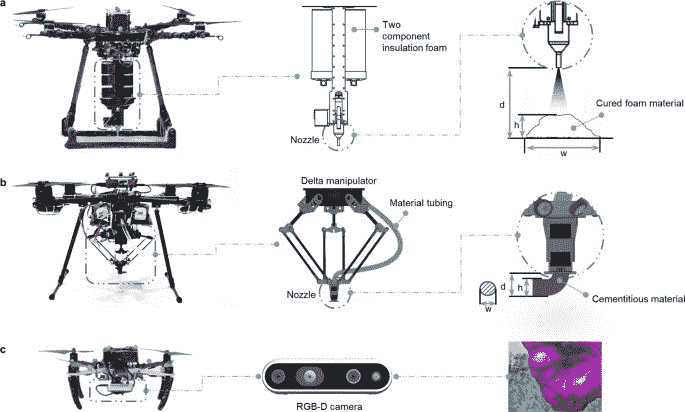 a
Two
component
insulation foam
Nozzle
d
h
Cured foam material
w
b
Delta manipulator
Material tubing
Nozzle
d
h
Cementitious material
w
c
RGB-D camera